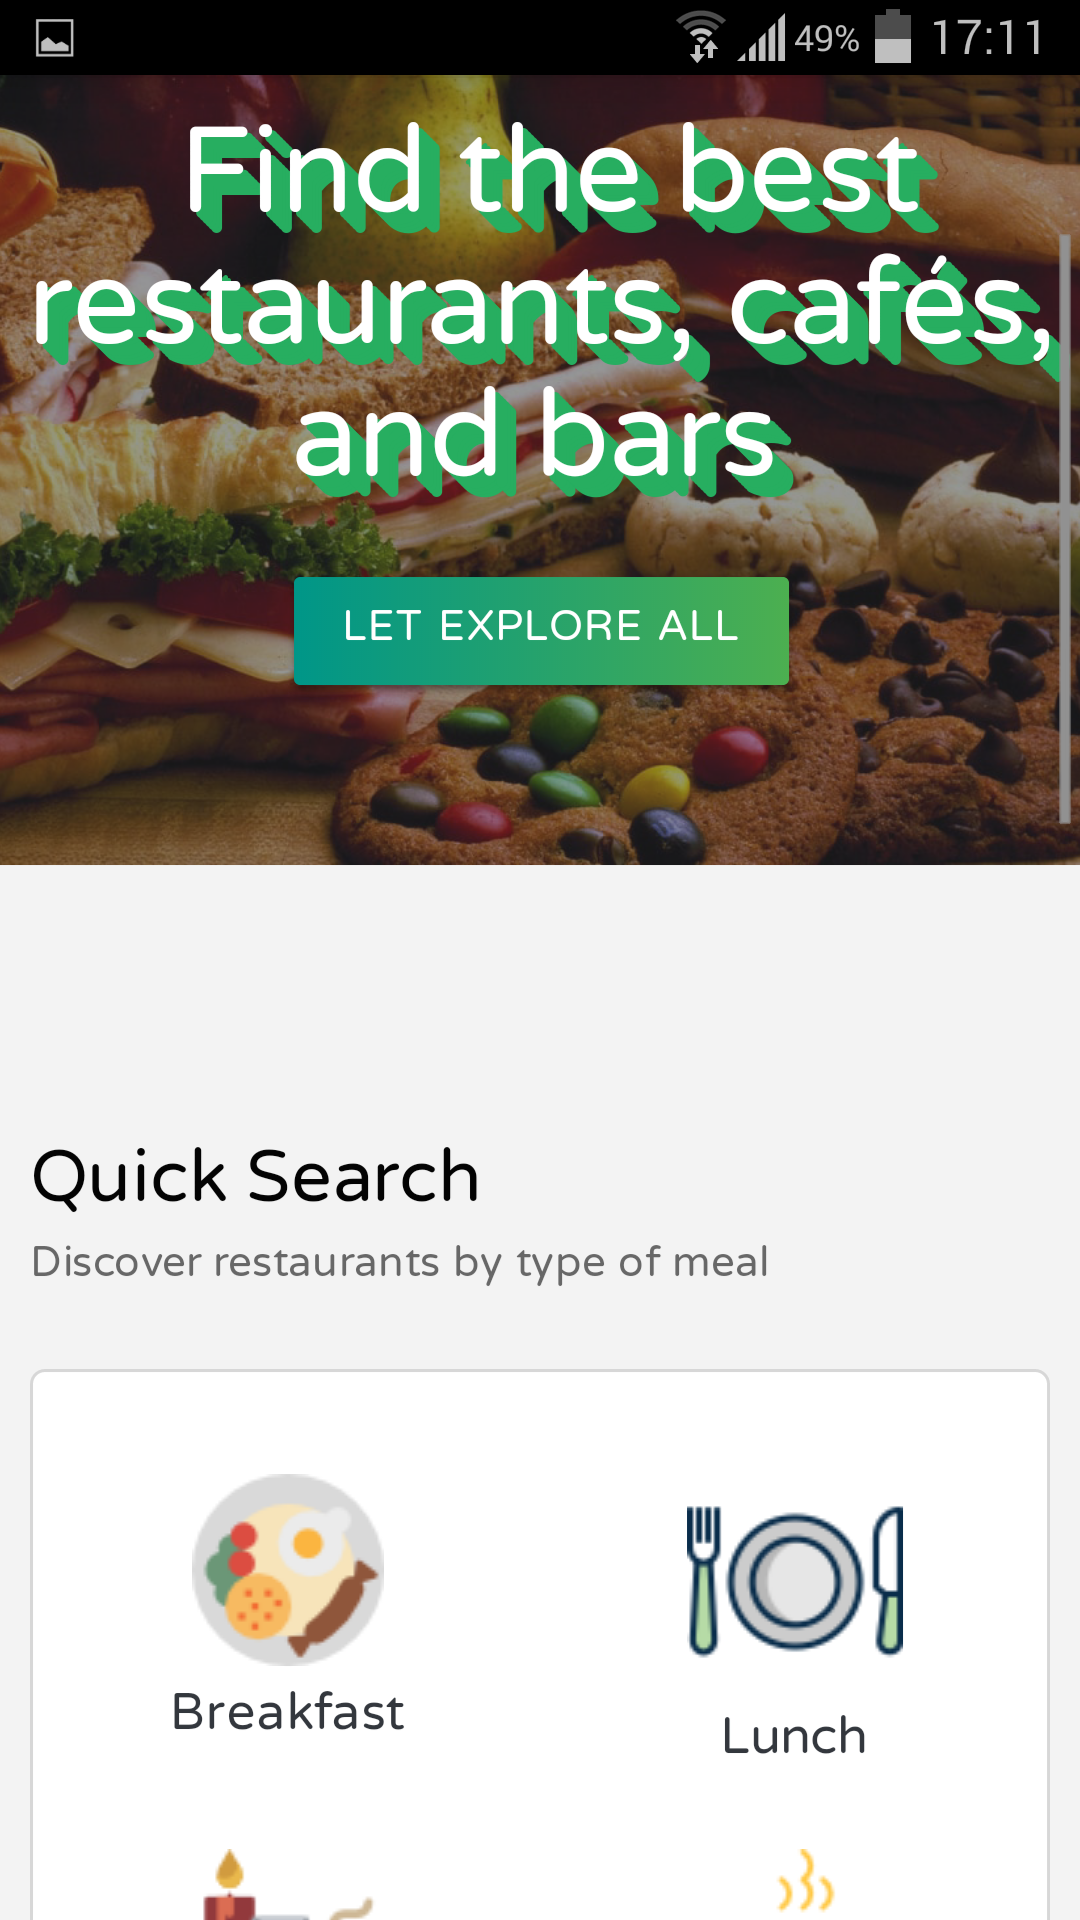 49% 17:11
Find the best
restaurants, cafés,
and bars
LET EXPLORE ALL
Quick Search
Discover restaurants by type of meal
Breakfast
Lunch